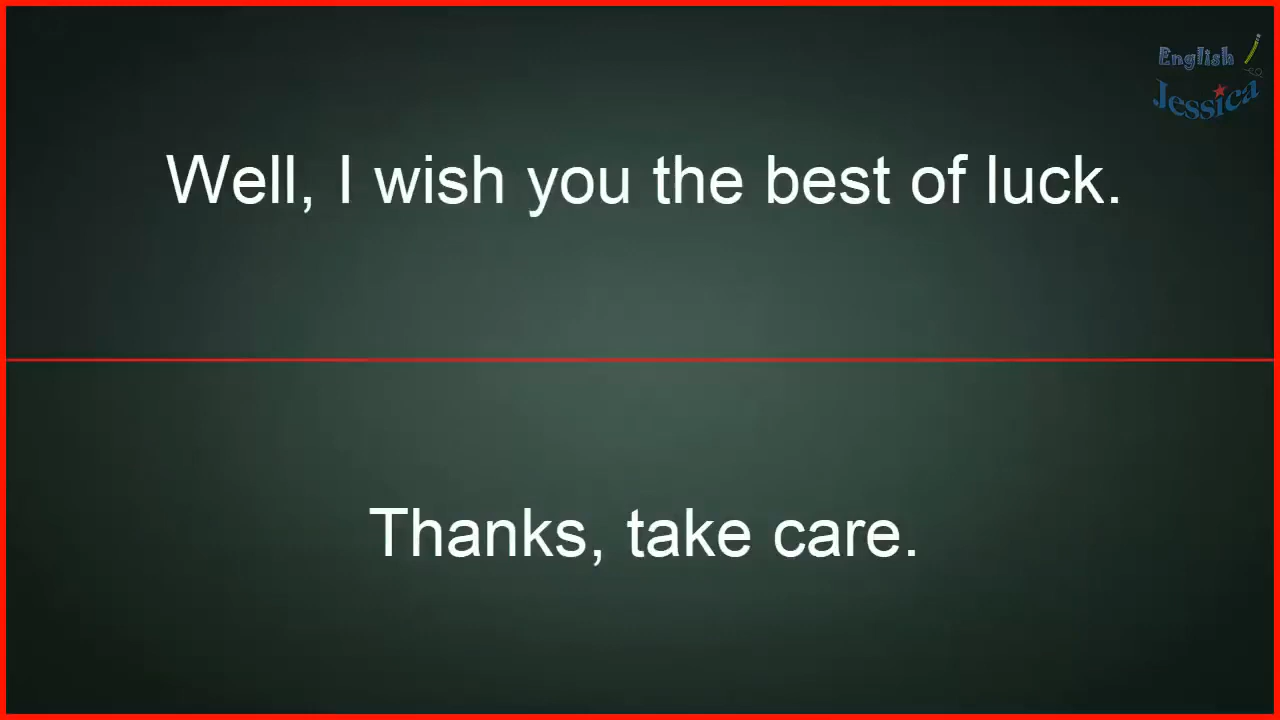 English
Jessica
Well, I wish you the best of luck.
Thanks, take care.